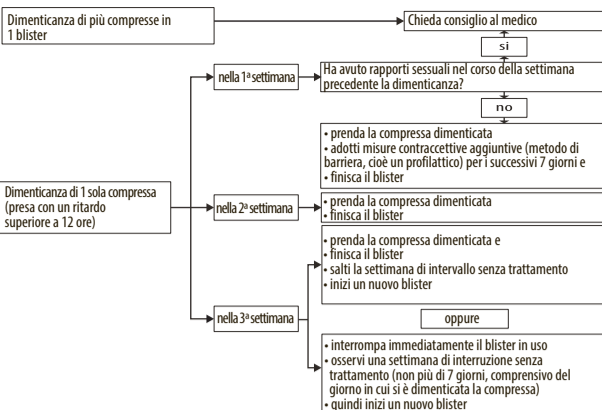 Dimenticanza di più compresse in
1 blister
Chieda consiglio al medico
si
nella 1ª settimana
Ha avuto rapporti sessuali nel corso della settimana
precedente la dimenticanza?
no
• prenda la compressa dimenticata
• adotti misure contraccettive aggiuntive (metodo di
barriera, cioè un profilattico) per i successivi 7 giorni e
• finisca il blister
Dimenticanza di 1 sola compressa
(presa con un ritardo
superiore a 12 ore)
nella 2ª settimana
• prenda la compressa dimenticata
• finisca il blister
• prenda la compressa dimenticata e
• finisca il blister
• salti la settimana di intervallo senza trattamento
• inizi un nuovo blister
nella 3ª settimana
oppure
• interrompa immediatamente il blister in uso
• osservi una settimana di interruzione senza
trattamento (non più di 7 giorni, comprensivo del
giorno in cui si è dimenticata la compressa)
• quindi inizi un nuovo blister